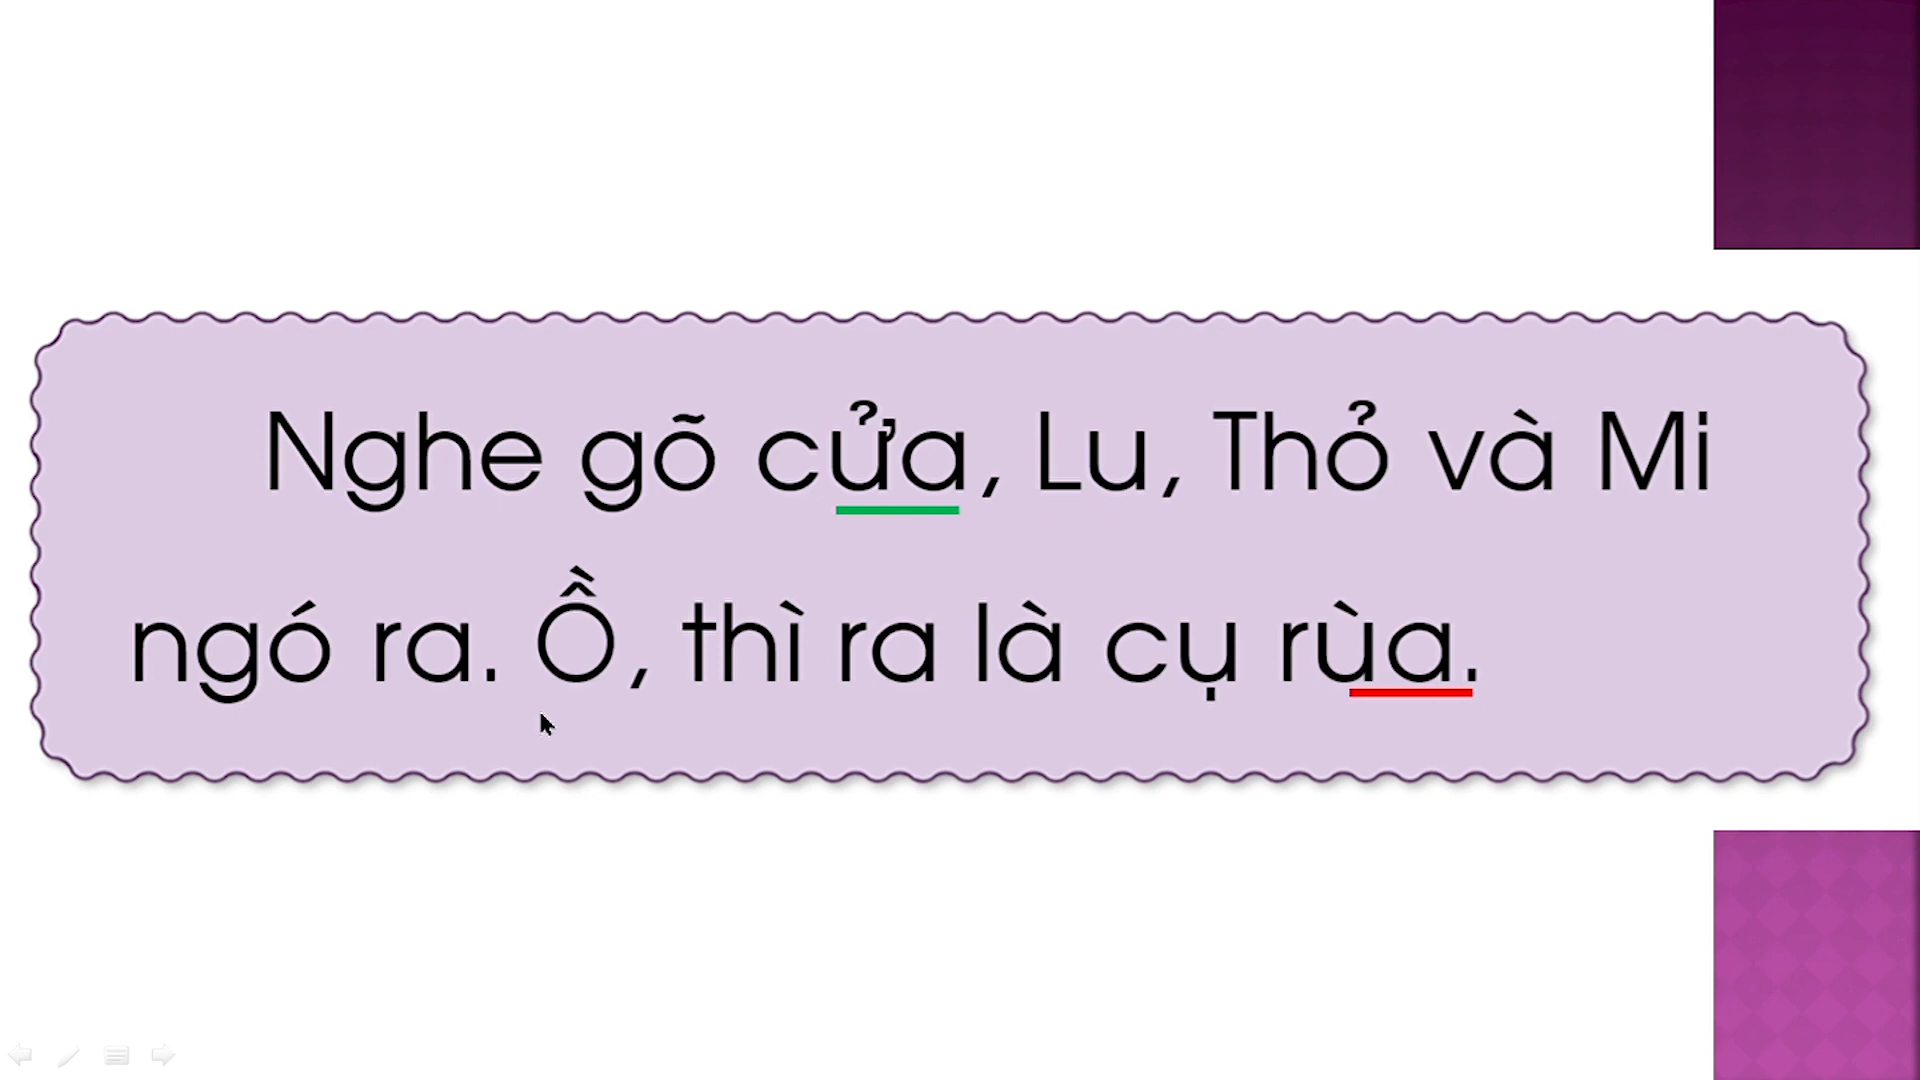 Nghe gõ cửa, Lu, Thỏ và Mi
ngó ra. Ồ, thì ra là cụ rùa.